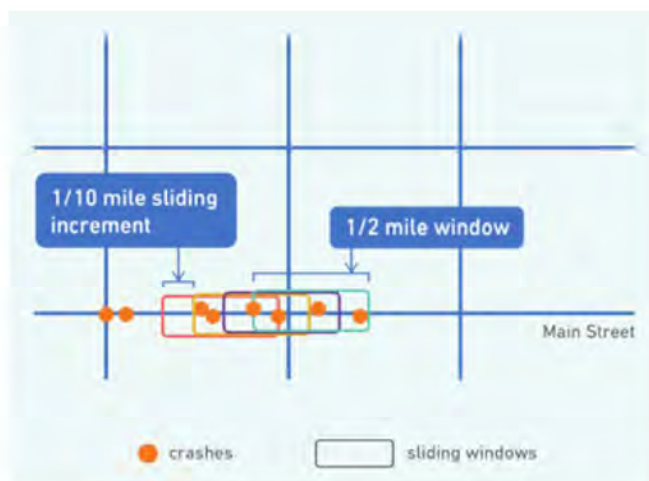 1/10 mile sliding
increment
1/2 mile window
Main Street
crashes
sliding windows